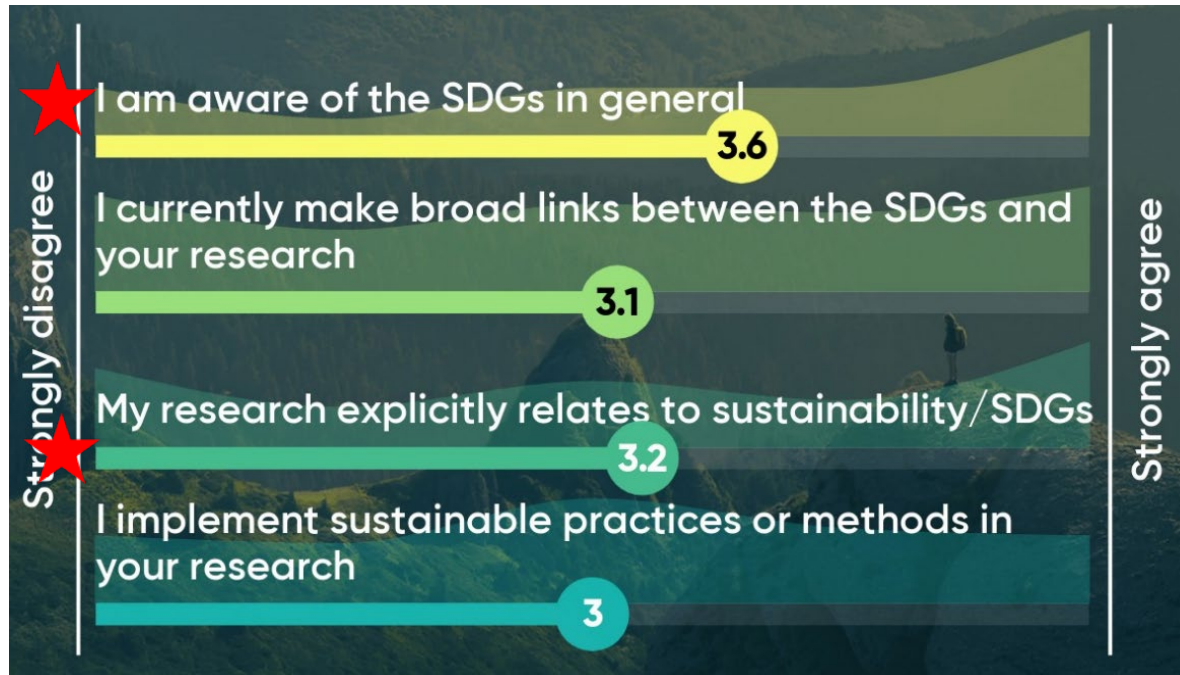 I am aware of the SDGs in general
3.6
I currently make broad links between the SDGs and
your research
3.1
My research explicitly relates to sustainability/SDGs
3.2
I implement sustainable practices or methods in
your research
3
Strongly disagree
Strongly agree